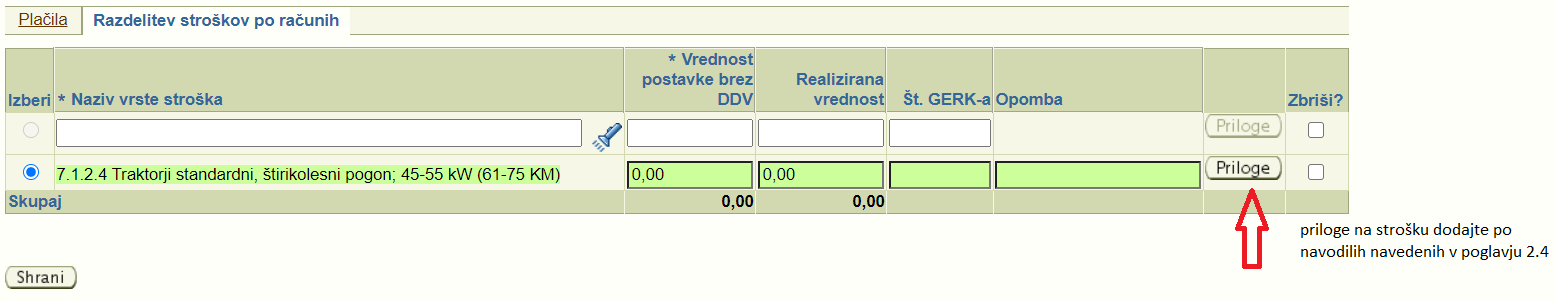 Plačila Razdelitev stroškov po računih
Izberi * Naziv vrste stroška * Vrednost postavke brez DDV Realizirana vrednost Št. GERK-a Opomba Zbriši?
Priloge
7.1.2.4 Traktorji standardni, štirikolesni pogon; 45-55 kW (61-75 KM) 0,00 0,00 Priloge
Skupaj 0,00 0,00
priloge na strošku dodajte po
navodilih navedenih v poglavju 2.4
Shrani